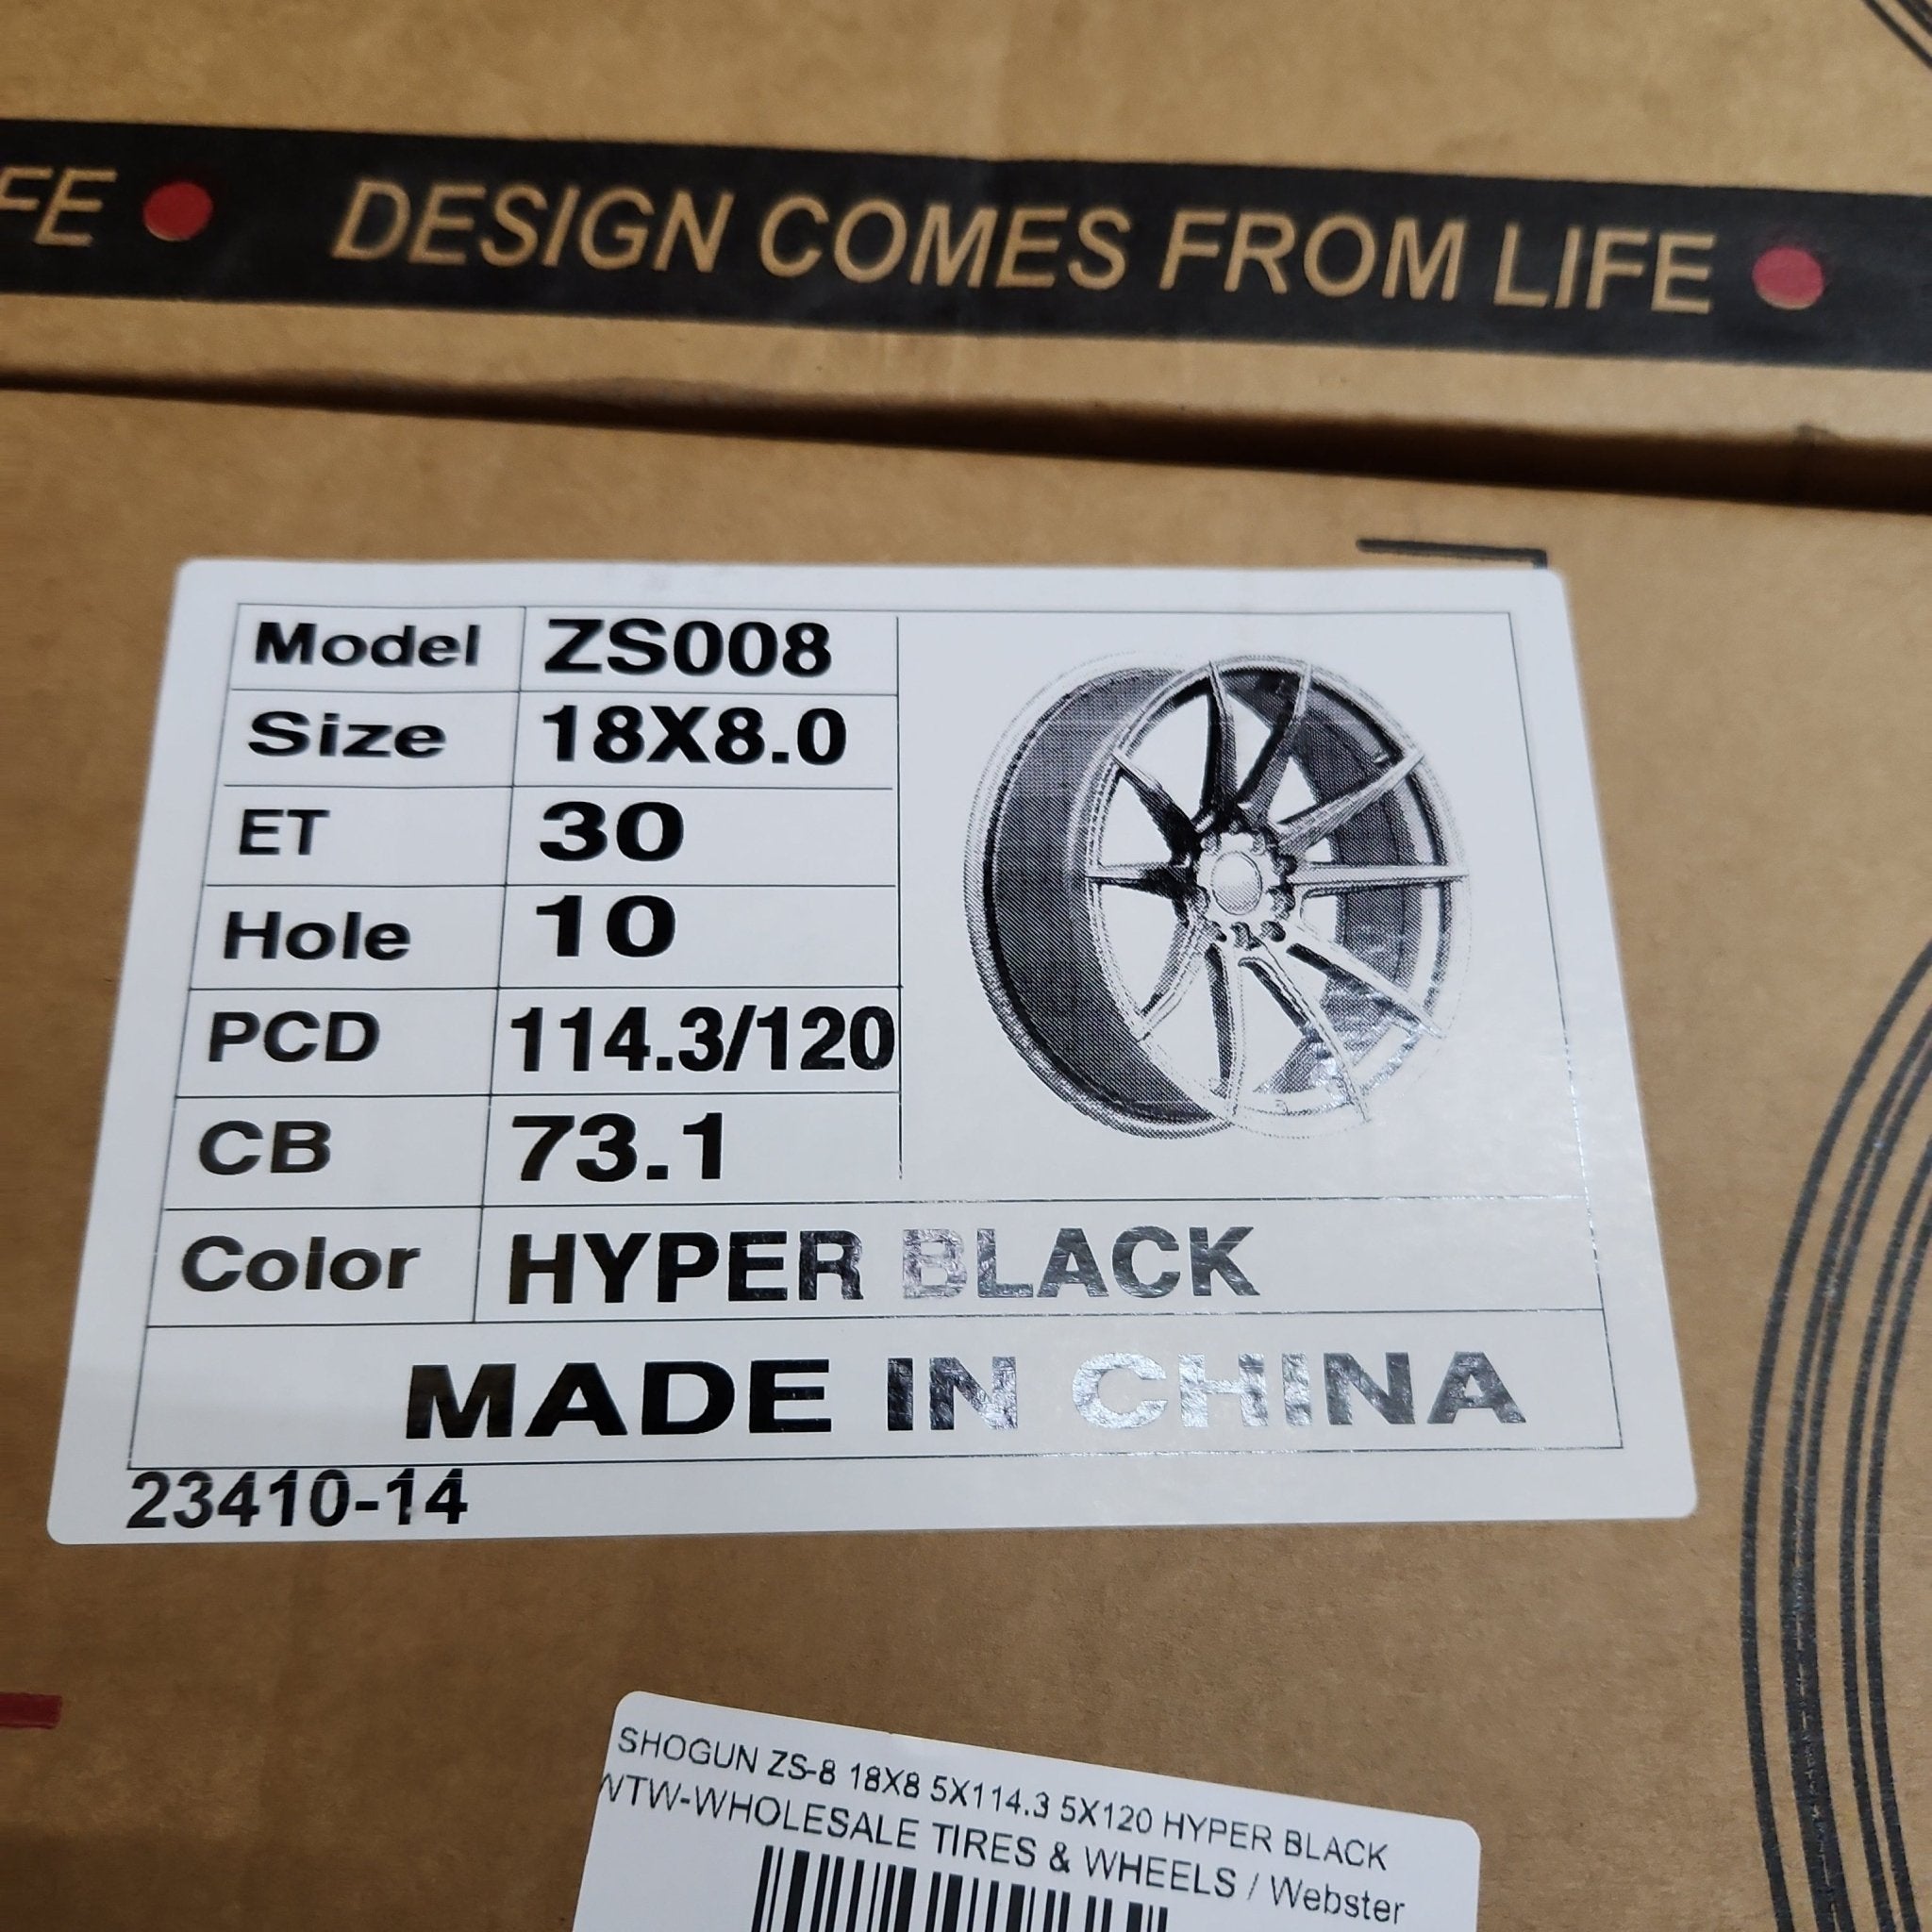 FE • DESIGN COMES FROM LIFE •
Model ZS008
Size 18X8.0
ET 30
Hole 10
PCD 114.3/120
CB 73.1
Color HYPER BLACK
MADE IN CHINA
23410-14
SHOGUN ZS-8 18X8 5X114.3 5X120 HYPER BLACK
WTW-WHOLESALE TIRES & WHEELS / Webster